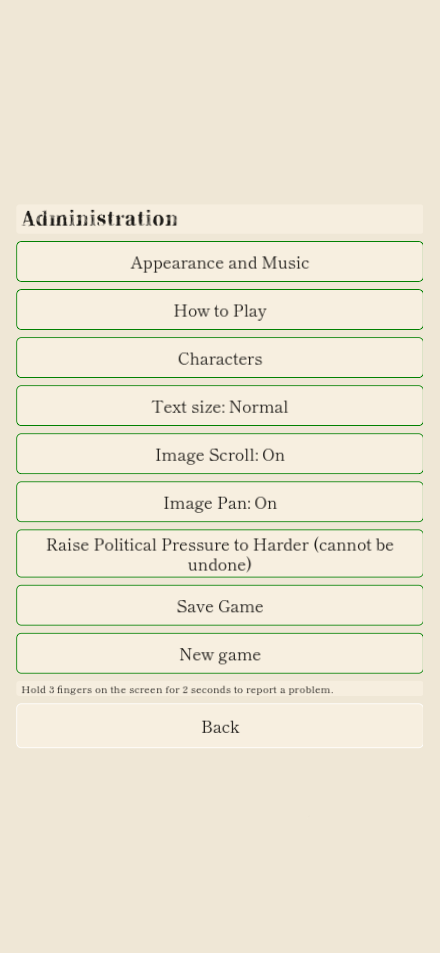 Administration
Appearance and Music
How to Play
Characters
Text size: Normal
Image Scroll: On
Image Pan: On
Raise Political Pressure to Harder (cannot be
undone)
Save Game
New game
Hold 3 fingers on the screen for 2 seconds to report a problem.
Back